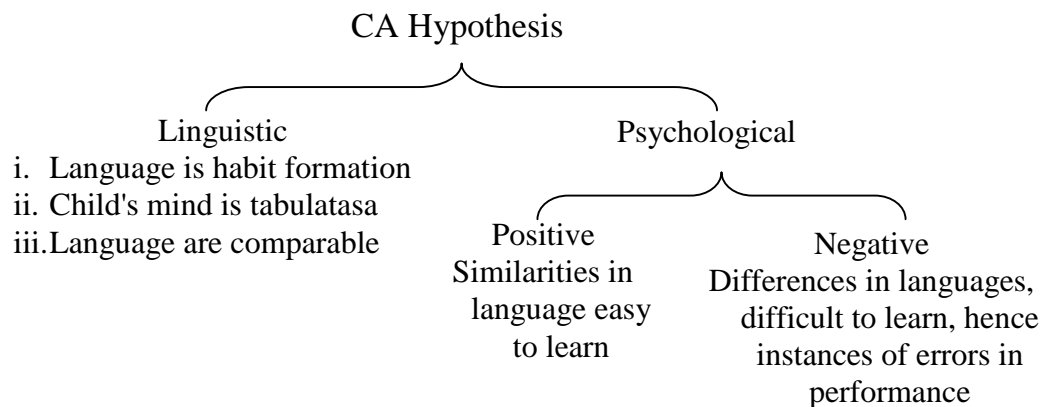 CA Hypothesis
Linguistic
i. Language is habit formation
ii. Child's mind is tabulatasa
iii.Language are comparable
Psychological
Positive
Similarities in
language easy
to learn
Negative
Differences in languages,
difficult to learn, hence
instances of errors in
performance